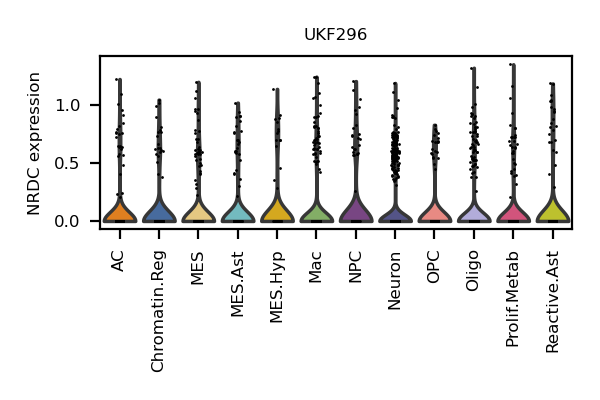 UKF296
NRDC expression
1.0
0.5
0.0
AC
Chromatin.Reg
MES
MES.Ast
MES.Hyp
Mac
NPC
Neuron
OPC
Oligo
Prolif.Metab
Reactive.Ast